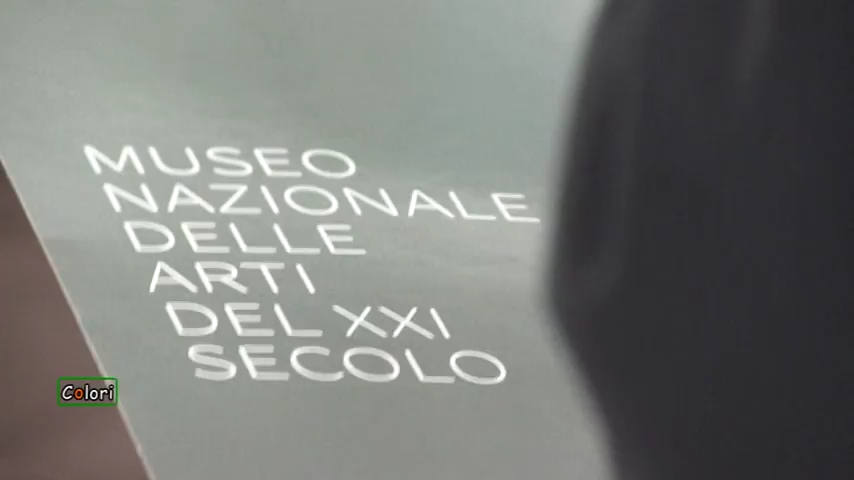 MUSEO
NAZIONALE
DELLE
ARTI
DEL XXI
SECOLO
Colori